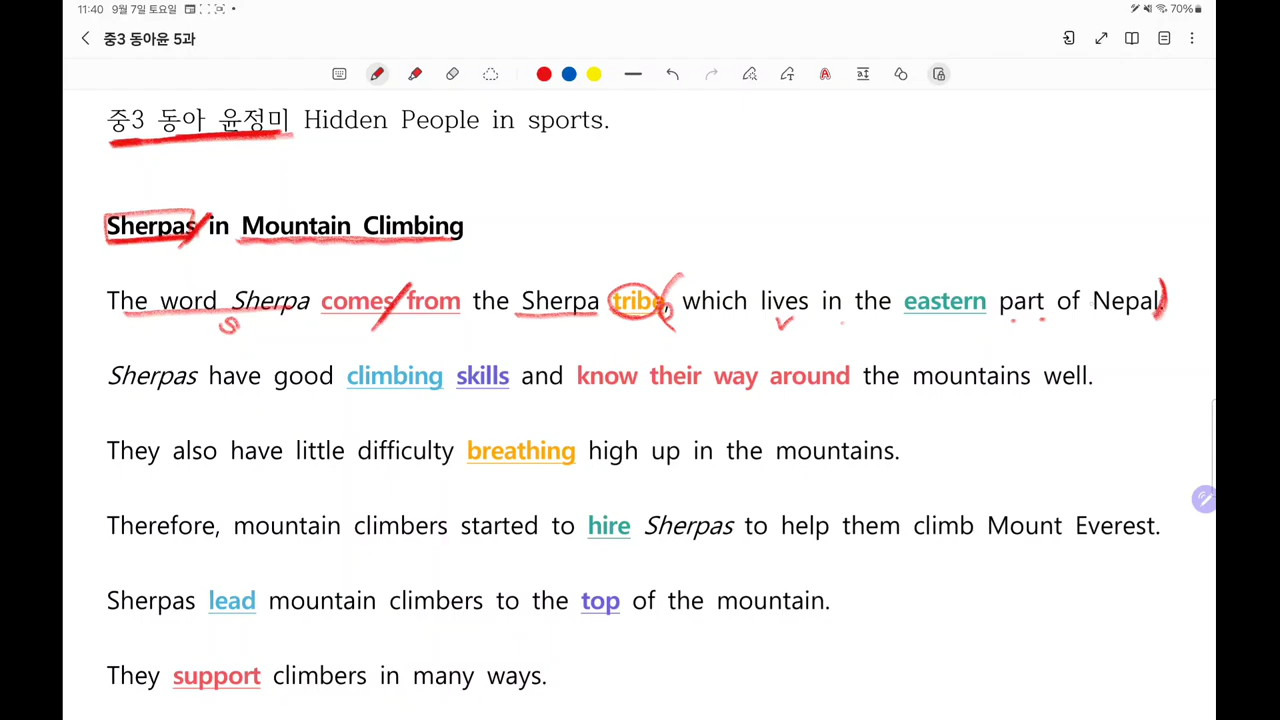 11:40 9월 7일 토요일
70%
중3 동아윤 5과
중3 동아 윤정미 Hidden People in sports.
Sherpas in Mountain Climbing
The word Sherpa comes from the Sherpa tribe, which lives in the eastern part of Nepal.
S
Sherpas have good climbing skills and know their way around the mountains well.
They also have little difficulty breathing high up in the mountains.
Therefore, mountain climbers started to hire Sherpas to help them climb Mount Everest.
Sherpas lead mountain climbers to the top of the mountain.
They support climbers in many ways.